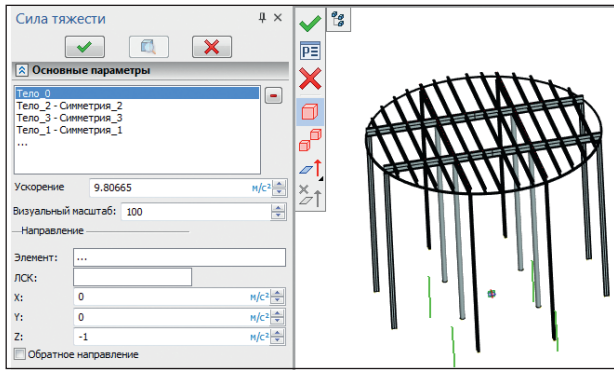 Сила тяжести
Основные параметры
Тело_0
Тело_2 - Симметрия_2
Тело_3 - Симметрия_3
Тело_1 - Симметрия_1
...
Ускорение 9.80665 м/с²
Визуальный масштаб: 100
Направление
Элемент: ...
ЛСК:
X: 0 м/с²
Y: 0 м/с²
Z: -1 м/с²
Обратное направление